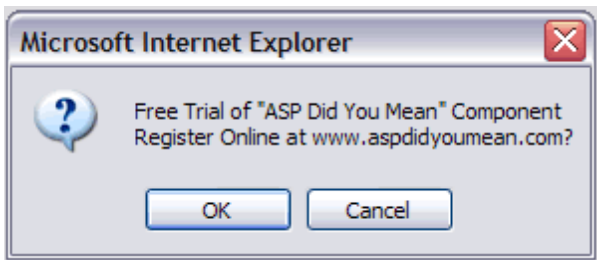 Microsoft Internet Explorer
Free Trial of "ASP Did You Mean" Component
Register Online at www.aspdidyoumean.com?
OK Cancel